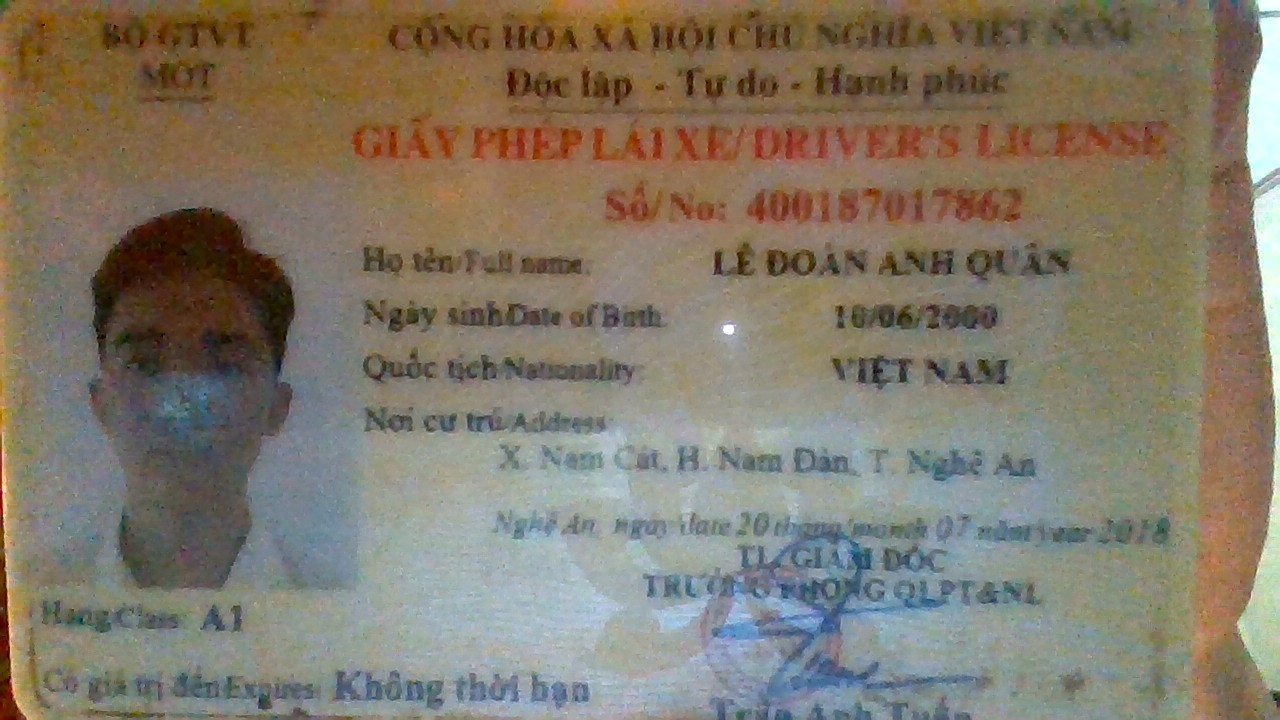 BỘ GTVT
MOT
CỘNG HÒA XÃ HỘI CHỦ NGHĨA VIỆT NAM
Độc lập - Tự do - Hạnh phúc
GIẤY PHÉP LÁI XE/DRIVER'S LICENSE
Số/No: 400187017862
Họ tên/Full name: LÊ ĐOÀN ANH QUÂN
Ngày sinh/Date of Birth: 10/06/2000
Quốc tịch/Nationality: VIỆT NAM
Nơi cư trú/Address:
X. Nam Cát, H. Nam Đàn, T. Nghệ An
Nghệ An, ngày/date 20 tháng/month 07 năm/year 2018
TL. GIÁM ĐỐC
TRƯỞNG PHÒNG QLPT&NL
Hạng/Class: A1
Có giá trị đến/Expires: Không thời hạn
Trần Anh Tuấn